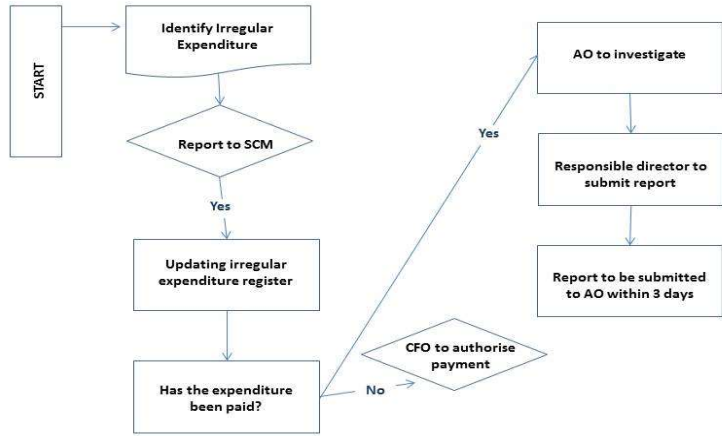 START
Identify Irregular
Expenditure
Report to SCM
Yes
Updating irregular
expenditure register
Has the expenditure
been paid?
No
CFO to authorise
payment
Yes
AO to investigate
Responsible director to
submit report
Report to be submitted
to AO within 3 days